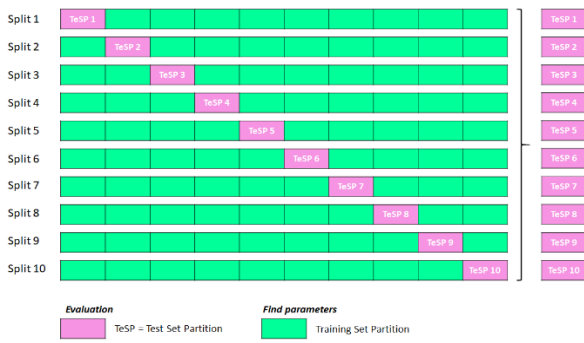 Split 1 TeSP 1 TeSP 1
Split 2 TeSP 2 TeSP 2
Split 3 TeSP 3 TeSP 3
Split 4 TeSP 4 TeSP 4
Split 5 TeSP 5 TeSP 5
Split 6 TeSP 6 TeSP 6
Split 7 TeSP 7 TeSP 7
Split 8 TeSP 8 TeSP 8
Split 9 TeSP 9 TeSP 9
Split 10 TeSP 10 TeSP 10
Evaluation Find parameters
TeSP = Test Set Partition Training Set Partition